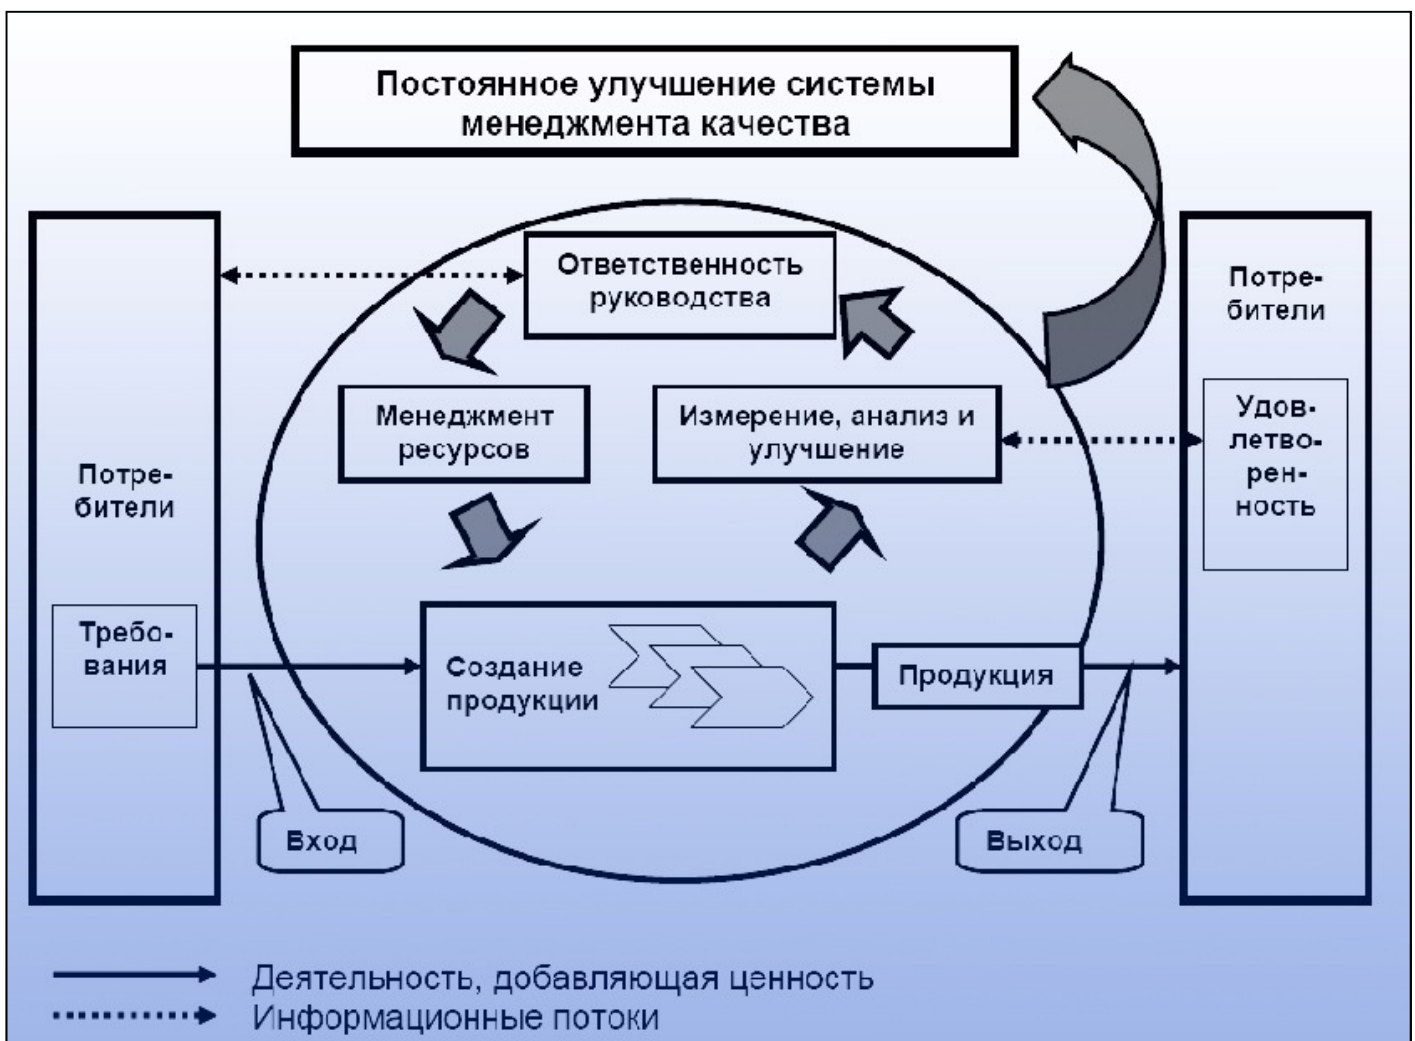 Постоянное улучшение системы
менеджмента качества
Ответственность
руководства
Потре-
бители
Менеджмент
ресурсов
Измерение, анализ и
улучшение
Удов-
летво-
рен-
ность
Потре-
бители
Требо-
вания
Создание
продукции
Продукция
Вход
Выход
Деятельность, добавляющая ценность
Информационные потоки